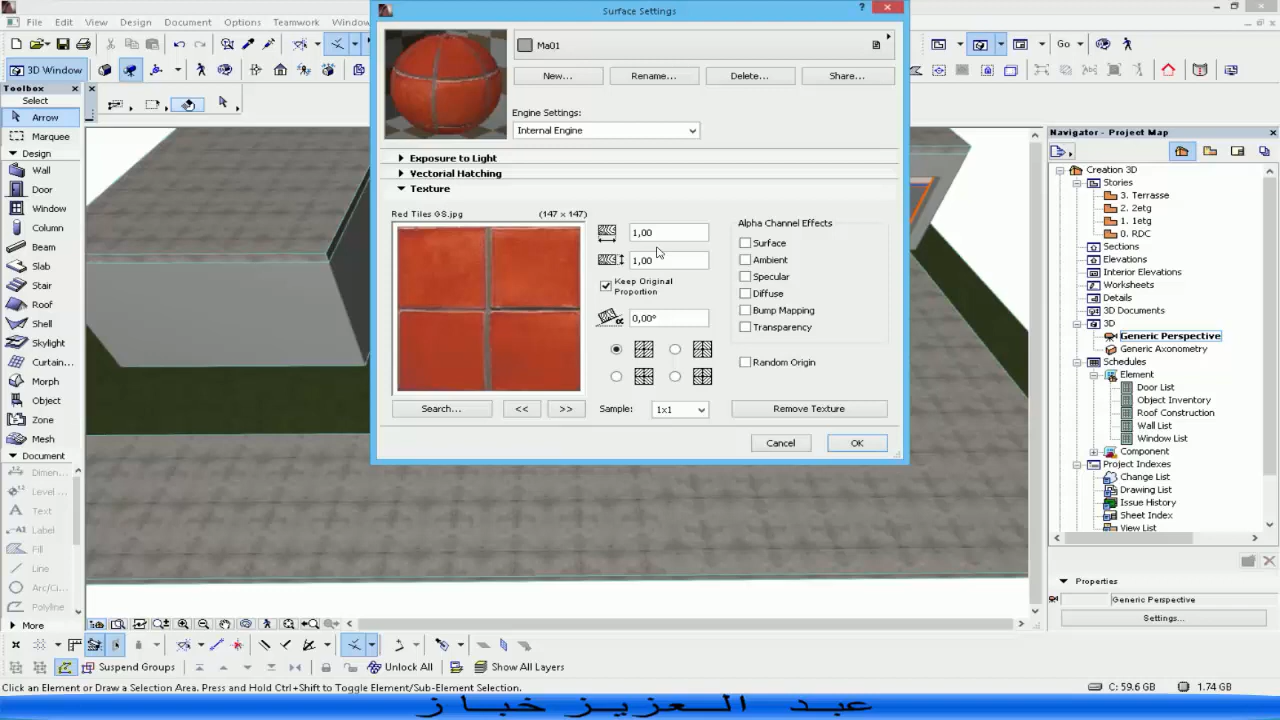 Surface Settings
?
File Edit View Design Document Options Teamwork Window
Ma01
New... Rename... Delete... Share...
Engine Settings:
Internal Engine
Exposure to Light
Vectorial Hatching
Texture
Red Tiles GS.jpg (147 x 147)
1,00
1,00
Keep Original
Proportion
0,00°
Alpha Channel Effects
Surface
Ambient
Specular
Diffuse
Bump Mapping
Transparency
Random Origin
Search... << >> Sample: 1x1 Remove Texture
Cancel OK
Go
3D Window
Toolbox
Select
Arrow
Marquee
Design
Wall
Door
Window
Column
Beam
Slab
Stair
Roof
Shell
Skylight
Curtain...
Morph
Object
Zone
Mesh
Document
Dimen...
Level ...
Text
Label
Fill
Line
Arc/Ci...
Polyline
More
Navigator - Project Map
Creation 3D
Stories
3. Terrasse
2. 2etg
1. 1etg
0. RDC
Sections
Elevations
Interior Elevations
Worksheets
Details
3D Documents
3D
Generic Perspective
Generic Axonometry
Schedules
Element
Door List
Object Inventory
Roof Construction
Wall List
Window List
Component
Project Indexes
Change List
Drawing List
Issue History
Sheet Index
View List
Properties
Generic Perspective
Settings...
Suspend Groups
Unlock All
Show All Layers
Click an Element or Draw a Selection Area. Press and Hold Ctrl+Shift to Toggle Element/Sub-Element Selection.
C: 59.6 GB 1.74 GB
عبد العزيز خباز